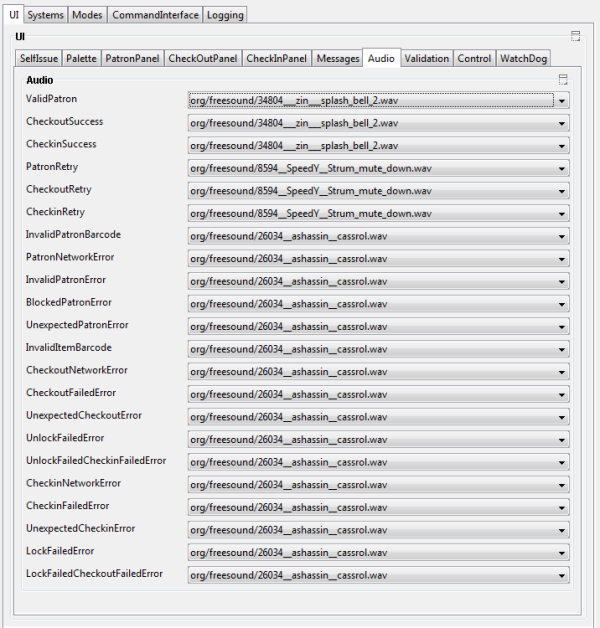 UI Systems Modes CommandInterface Logging
UI
SelfIssue Palette PatronPanel CheckOutPanel CheckInPanel Messages Audio Validation Control WatchDog
Audio
ValidPatron org/freesound/34804__zin__splash_bell_2.wav
CheckoutSuccess org/freesound/34804__zin__splash_bell_2.wav
CheckinSuccess org/freesound/34804__zin__splash_bell_2.wav
PatronRetry org/freesound/8594__SpeedY__Strum_mute_down.wav
CheckoutRetry org/freesound/8594__SpeedY__Strum_mute_down.wav
CheckinRetry org/freesound/8594__SpeedY__Strum_mute_down.wav
InvalidPatronBarcode org/freesound/26034__ashassin__cassrol.wav
PatronNetworkError org/freesound/26034__ashassin__cassrol.wav
InvalidPatronError org/freesound/26034__ashassin__cassrol.wav
BlockedPatronError org/freesound/26034__ashassin__cassrol.wav
UnexpectedPatronError org/freesound/26034__ashassin__cassrol.wav
InvalidItemBarcode org/freesound/26034__ashassin__cassrol.wav
CheckoutNetworkError org/freesound/26034__ashassin__cassrol.wav
CheckoutFailedError org/freesound/26034__ashassin__cassrol.wav
UnexpectedCheckoutError org/freesound/26034__ashassin__cassrol.wav
UnlockFailedError org/freesound/26034__ashassin__cassrol.wav
UnlockFailedCheckinFailedError org/freesound/26034__ashassin__cassrol.wav
CheckinNetworkError org/freesound/26034__ashassin__cassrol.wav
CheckinFailedError org/freesound/26034__ashassin__cassrol.wav
UnexpectedCheckinError org/freesound/26034__ashassin__cassrol.wav
LockFailedError org/freesound/26034__ashassin__cassrol.wav
LockFailedCheckoutFailedError org/freesound/26034__ashassin__cassrol.wav